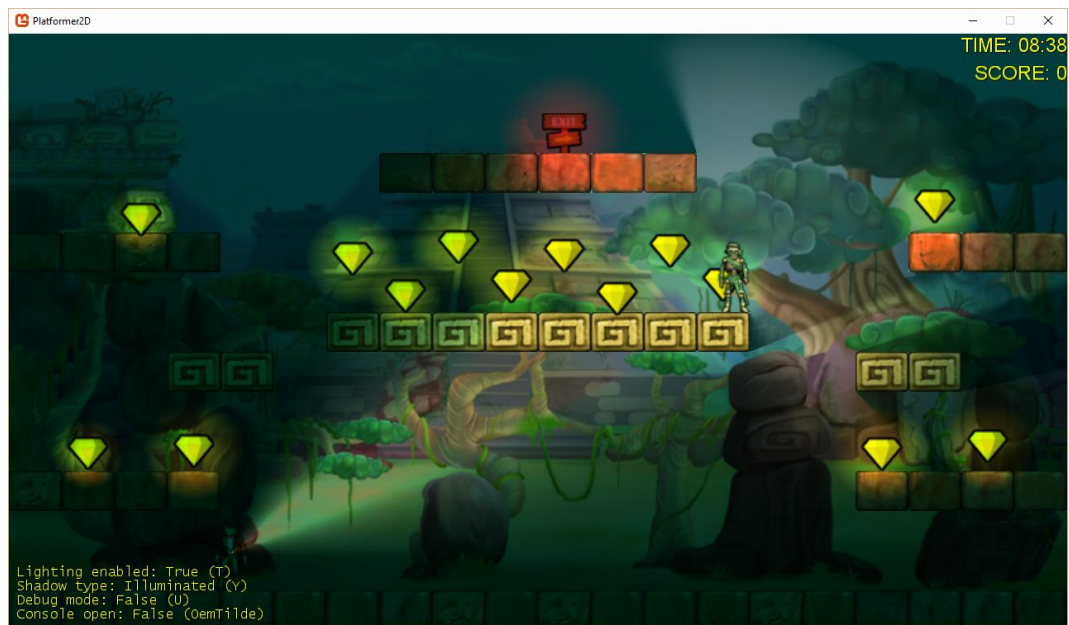 Platformer2D
TIME: 08:38
SCORE: 0
EXIT
Lighting enabled: True (T)
Shadow type: Illuminated (Y)
Debug mode: False (U)
Console open: False (OemTilde)